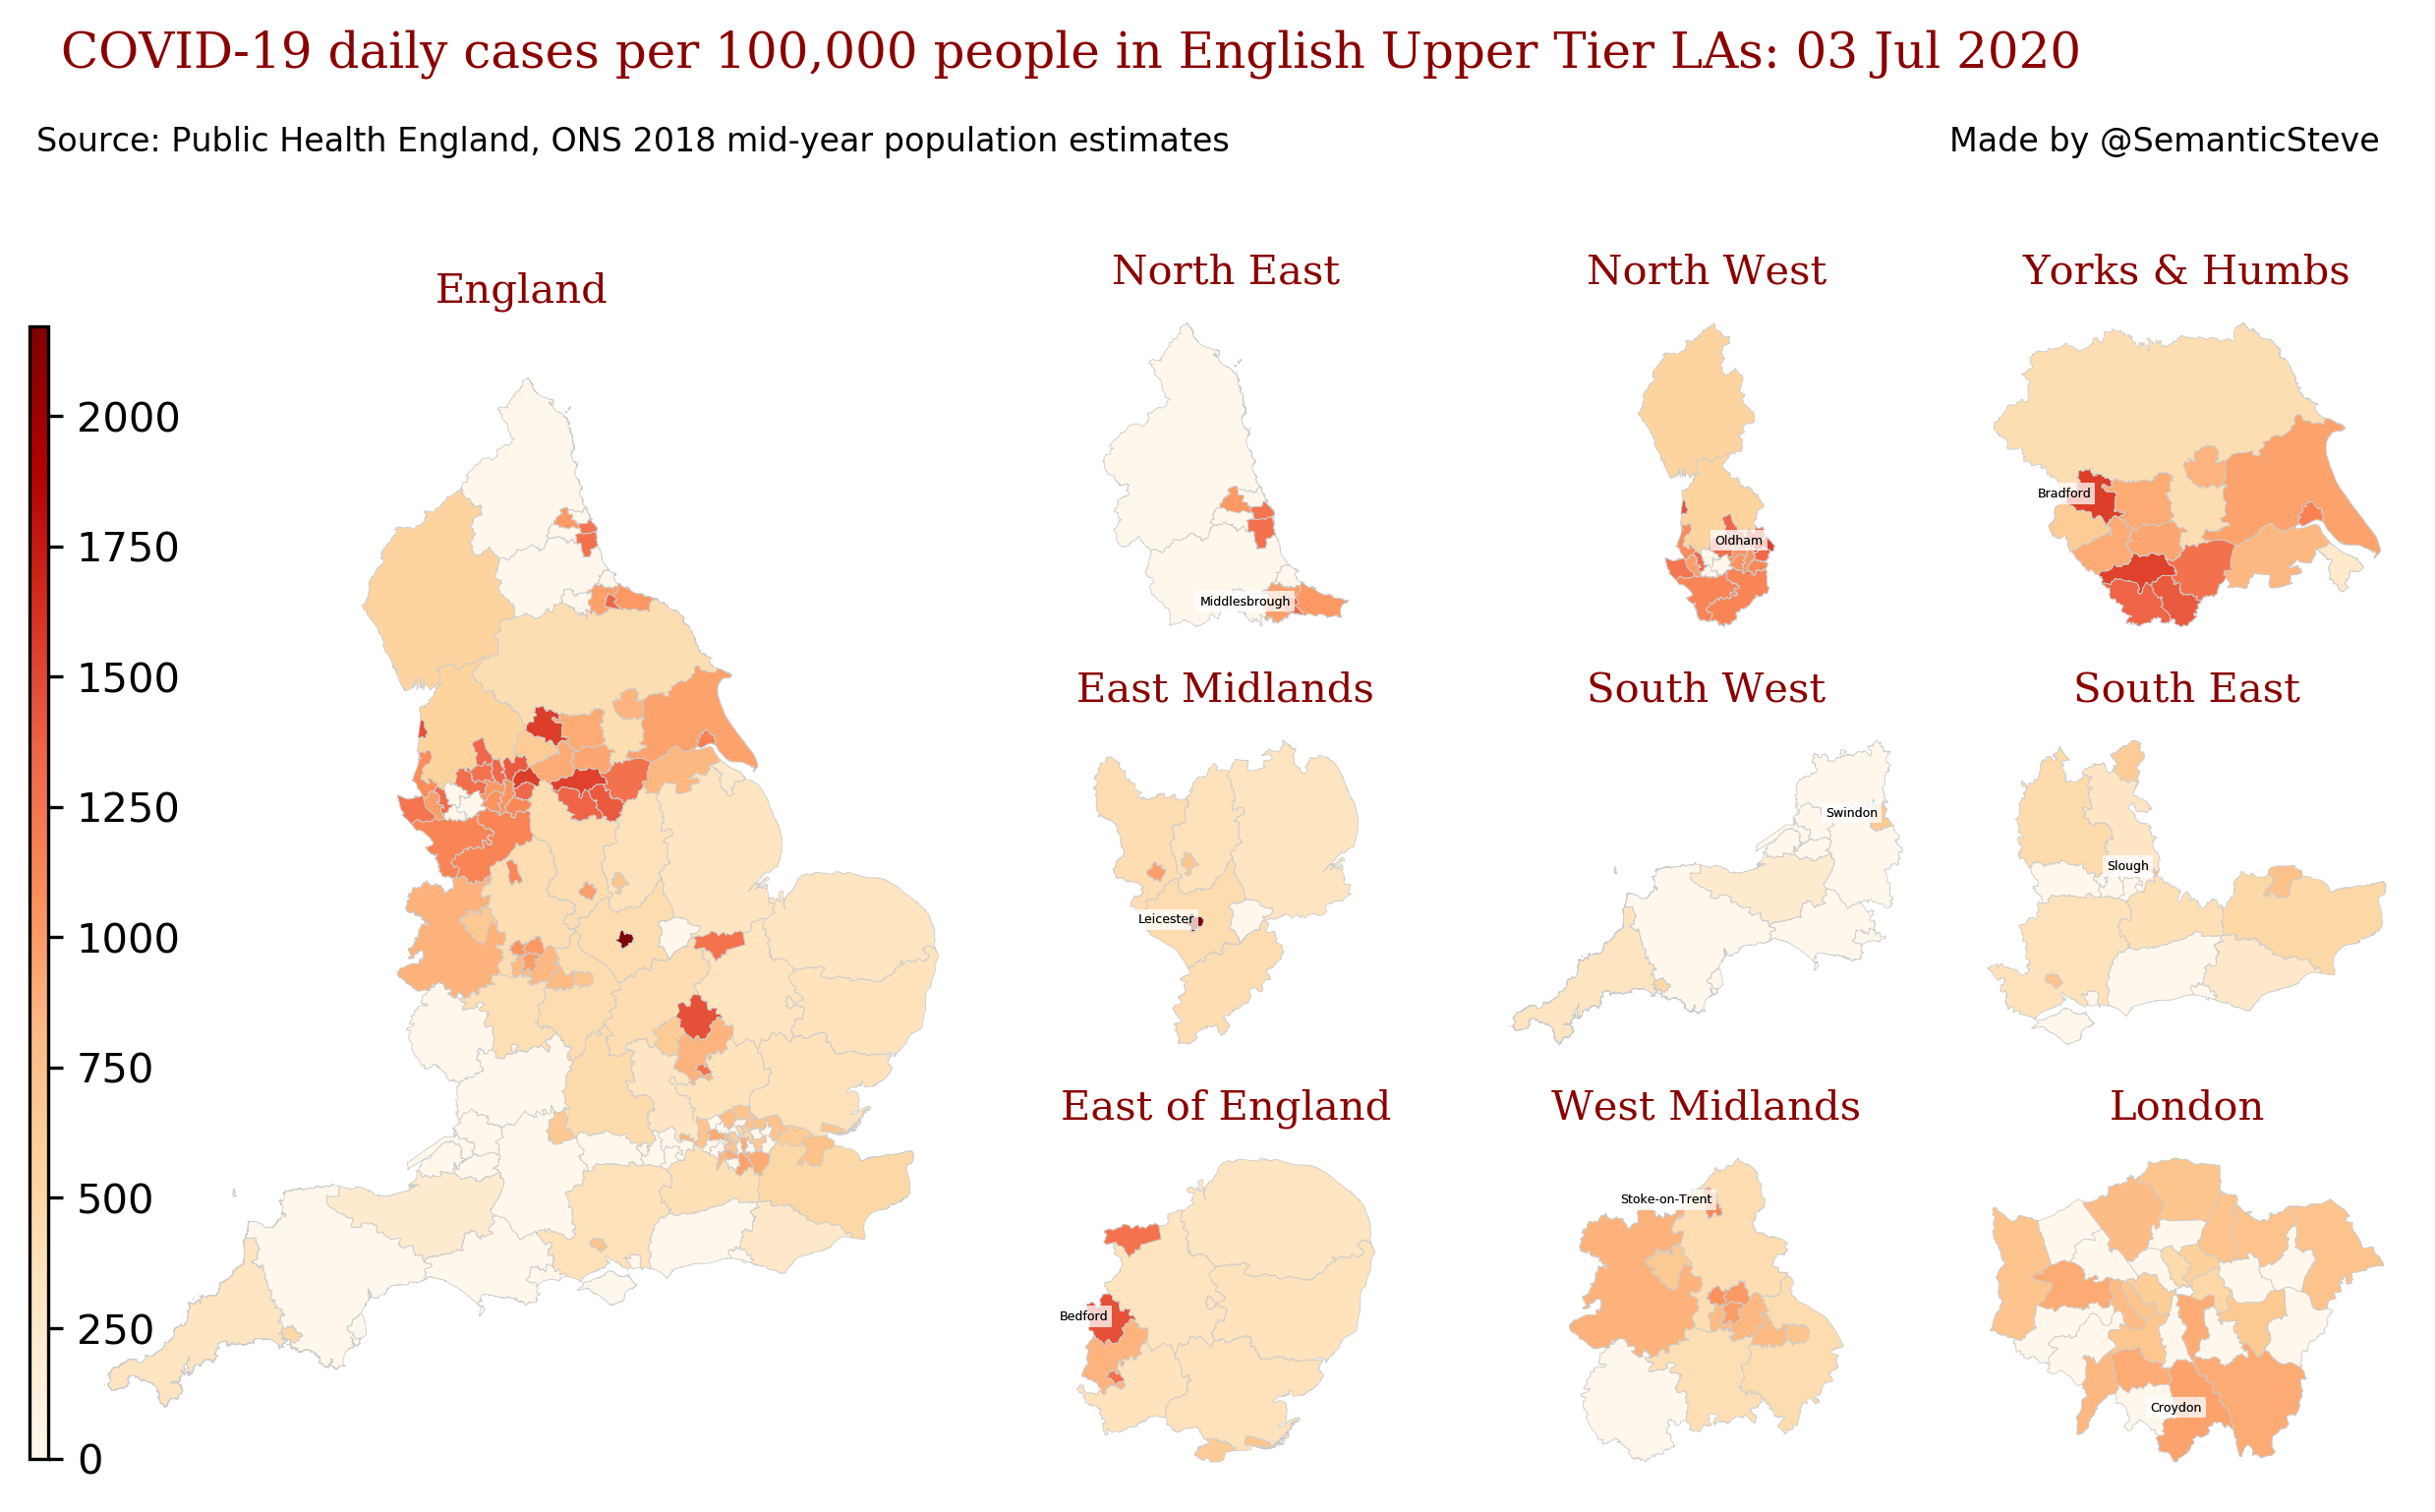 COVID-19 daily cases per 100,000 people in English Upper Tier LAs: 03 Jul 2020
Source: Public Health England, ONS 2018 mid-year population estimates
Made by @SemanticSteve
England
2000
1750
1500
1250
1000
750
500
250
0
North East
Middlesbrough
North West
Oldham
Yorks & Humbs
Bradford
East Midlands
Leicester
South West
Swindon
South East
Slough
East of England
Bedford
West Midlands
Stoke-on-Trent
London
Croydon